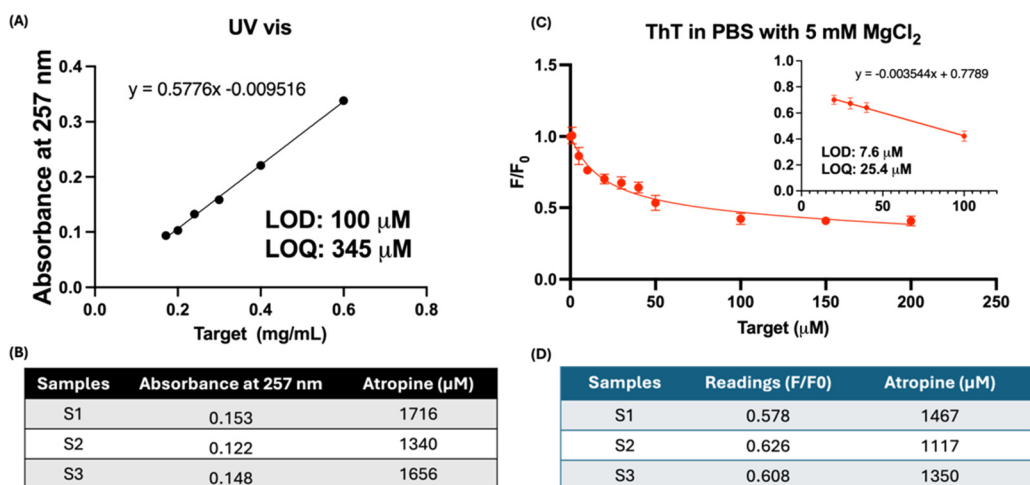 (A)
UV vis
y = 0.5776x -0.009516
LOD: 100 μM
LOQ: 345 μM
Absorbance at 257 nm
0.4
0.3
0.2
0.1
0.0
0.0 0.2 0.4 0.6 0.8
Target (mg/mL)
(B)
Samples Absorbance at 257 nm Atropine (μM)
S1 0.153 1716
S2 0.122 1340
S3 0.148 1656
(C)
ThT in PBS with 5 mM MgCl₂
F/F₀
1.5
1.0
0.5
0.0
0 50 100 150 200 250
Target (μM)
y = -0.003544x + 0.7789
LOD: 7.6 μM
LOQ: 25.4 μM
1.0
0.8
0.6
0.4
0.2
0.0
0 50 100
(D)
Samples Readings (F/F0) Atropine (μM)
S1 0.578 1467
S2 0.626 1117
S3 0.608 1350